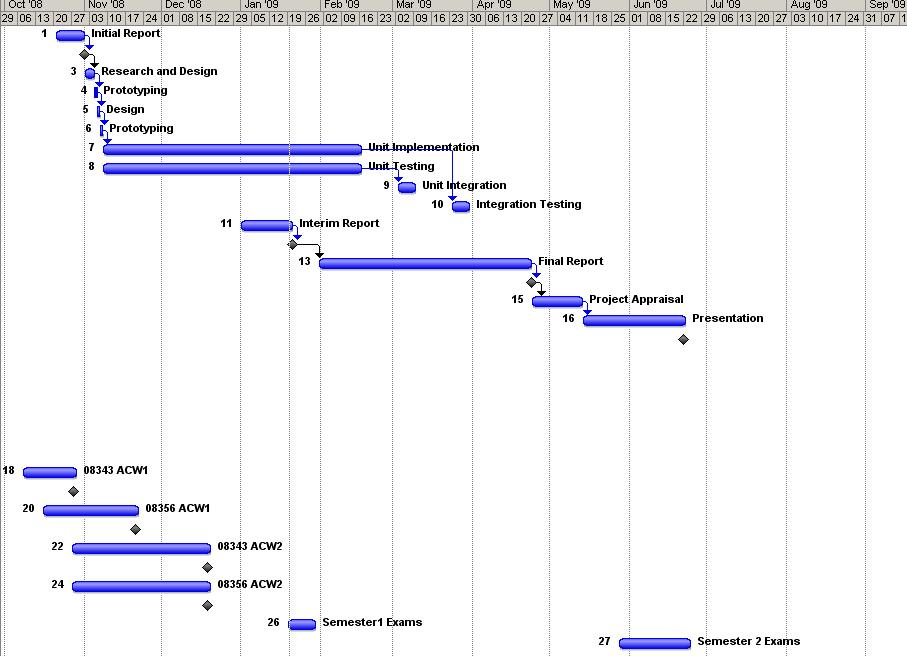 Oct '08 Nov '08 Dec '08 Jan '09 Feb '09 Mar '09 Apr '09 May '09 Jun '09 Jul '09 Aug '09 Sep '09
29 06 13 20 27 03 10 17 24 01 08 15 22 29 05 12 19 26 02 09 16 23 02 09 16 23 30 06 13 20 27 04 11 18 25 01 08 15 22 29 06 13 20 27 03 10 17 24 31 07 1
1 Initial Report
3 Research and Design
4 Prototyping
5 Design
6 Prototyping
7 Unit Implementation
8 Unit Testing
9 Unit Integration
10 Integration Testing
11 Interim Report
13 Final Report
15 Project Appraisal
16 Presentation
18 08343 ACW1
20 08356 ACW1
22 08343 ACW2
24 08356 ACW2
26 Semester1 Exams
27 Semester 2 Exams